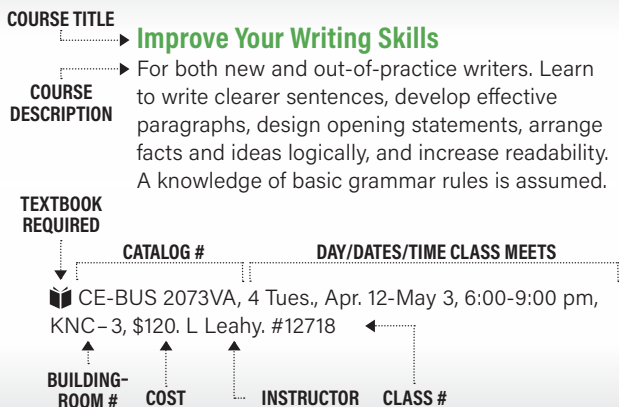 COURSE TITLE
Improve Your Writing Skills
COURSE
DESCRIPTION
For both new and out-of-practice writers. Learn
to write clearer sentences, develop effective
paragraphs, design opening statements, arrange
facts and ideas logically, and increase readability.
A knowledge of basic grammar rules is assumed.
TEXTBOOK
REQUIRED
CATALOG #
DAY/DATES/TIME CLASS MEETS
CE-BUS 2073VA, 4 Tues., Apr. 12-May 3, 6:00-9:00 pm,
KNC–3, $120. L Leahy. #12718
BUILDING-
ROOM #
COST
INSTRUCTOR
CLASS #